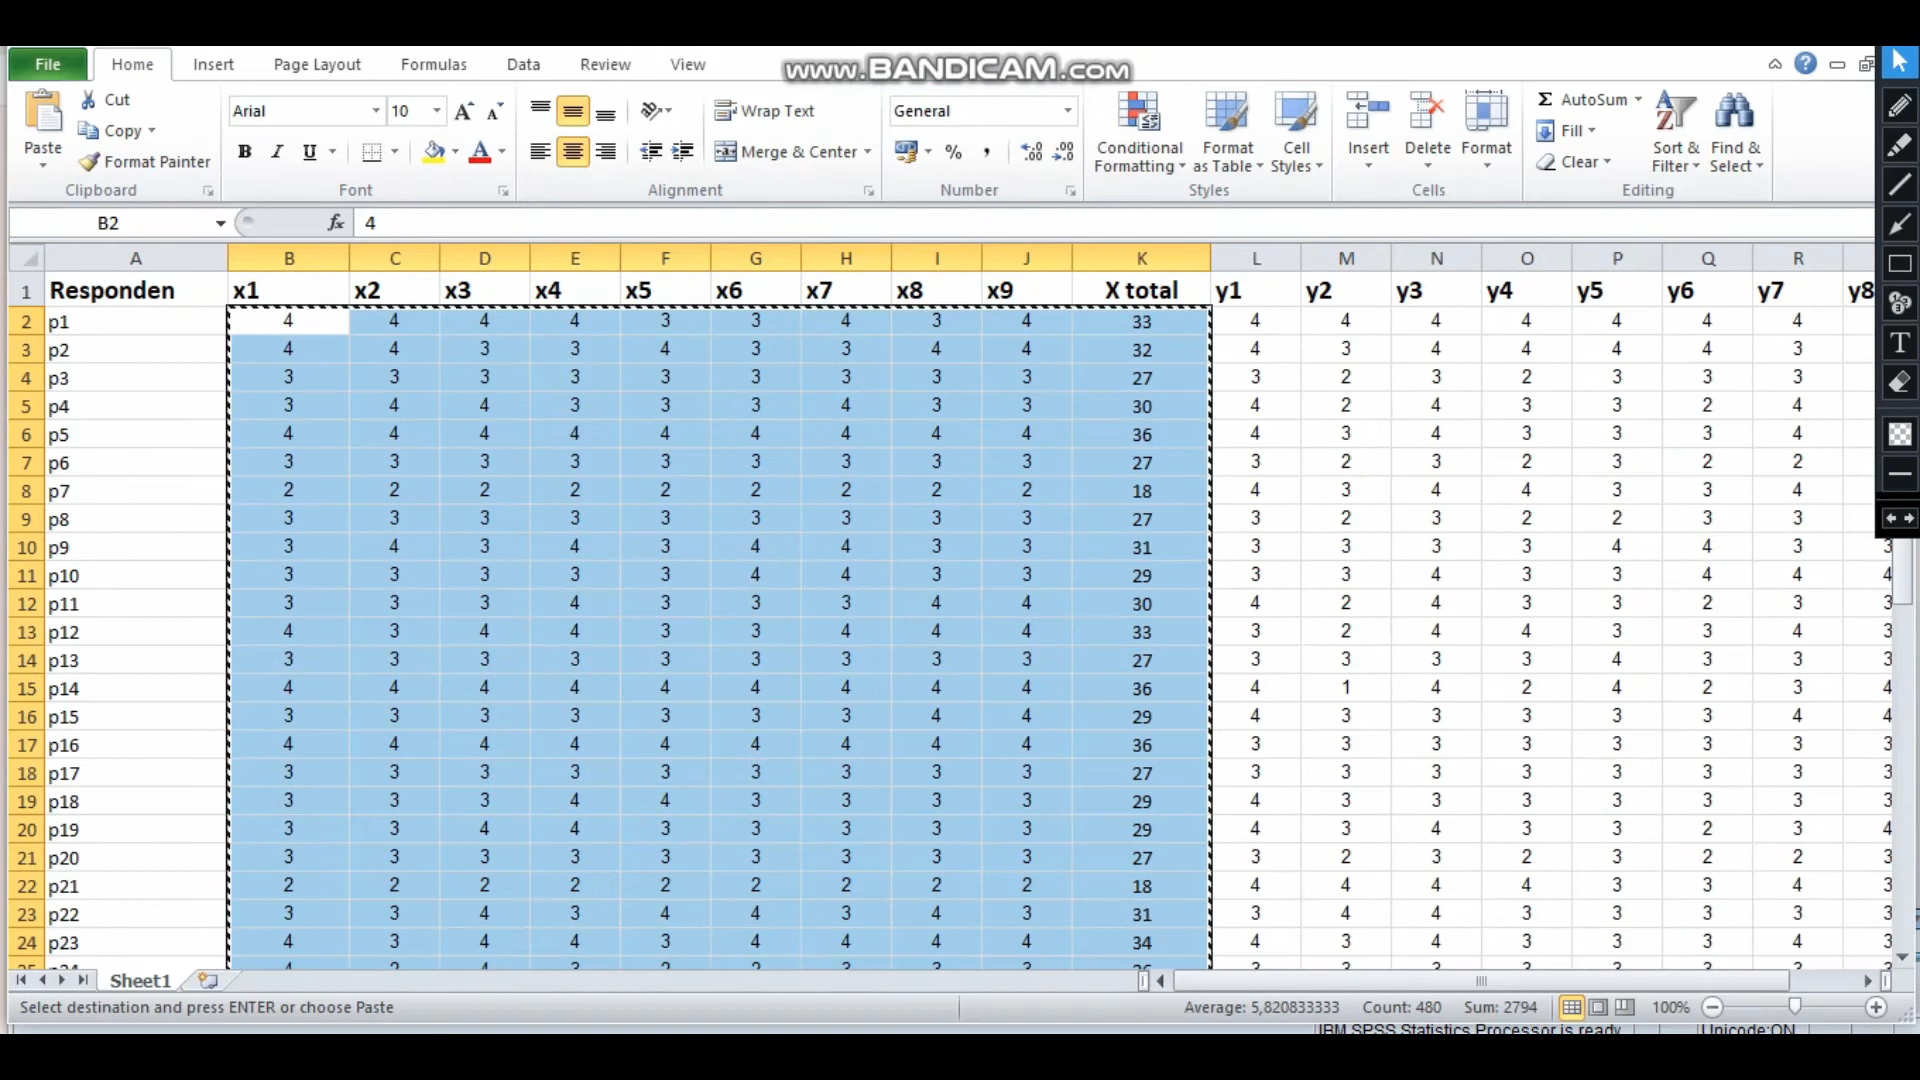 www.BANDICAM.com
File Home Insert Page Layout Formulas Data Review View
Paste Cut Copy Format Painter Clipboard
Arial 10 B I U Font
Wrap Text Merge & Center Alignment
General % , Number
Conditional Formatting Format as Table Cell Styles Styles
Insert Delete Format Cells
AutoSum Fill Clear Sort & Filter Find & Select Editing
B2 fx 4
A B C D E F G H I J K L M N O P Q R
1 Responden x1 x2 x3 x4 x5 x6 x7 x8 x9 X total y1 y2 y3 y4 y5 y6 y7 y8
2 p1 4 4 4 4 3 3 4 3 4 33 4 4 4 4 4 4 4
3 p2 4 4 3 3 4 3 3 4 4 32 4 3 4 4 4 4 3
4 p3 3 3 3 3 3 3 3 3 3 27 3 2 3 2 3 3 3
5 p4 3 4 4 3 3 3 4 3 3 30 4 2 4 3 3 2 4
6 p5 4 4 4 4 4 4 4 4 4 36 4 3 4 3 3 3 4
7 p6 3 3 3 3 3 3 3 3 3 27 3 2 3 2 3 2 2
8 p7 2 2 2 2 2 2 2 2 2 18 4 3 4 4 3 3 4
9 p8 3 3 3 3 3 3 3 3 3 27 3 2 3 2 2 3 3
10 p9 3 4 3 4 3 4 4 3 3 31 3 3 3 3 4 4 3 3
11 p10 3 3 3 3 3 4 4 3 3 29 3 3 4 3 3 4 4 4
12 p11 3 3 3 4 3 3 3 4 4 30 4 2 4 3 3 2 3 3
13 p12 4 3 4 4 3 3 4 4 4 33 3 2 4 4 3 3 4 3
14 p13 3 3 3 3 3 3 3 3 3 27 3 3 3 3 4 3 3 3
15 p14 4 4 4 4 4 4 4 4 4 36 4 1 4 2 4 2 3 4
16 p15 3 3 3 3 3 3 3 4 4 29 4 3 3 3 3 3 4 4
17 p16 4 4 4 4 4 4 4 4 4 36 3 3 3 3 3 3 3 3
18 p17 3 3 3 3 3 3 3 3 3 27 3 3 3 3 3 3 3 3
19 p18 3 3 3 4 4 3 3 3 3 29 4 3 3 3 3 3 3 3
20 p19 3 3 4 4 3 3 3 3 3 29 4 3 4 3 3 2 3 4
21 p20 3 3 3 3 3 3 3 3 3 27 3 2 3 2 3 2 2 3
22 p21 2 2 2 2 2 2 2 2 2 18 4 4 4 4 3 3 4 3
23 p22 3 3 4 3 4 4 3 4 3 31 3 4 4 3 3 3 3 3
24 p23 4 3 4 4 3 4 4 4 4 34 4 3 4 3 3 3 4 3
Sheet1
Select destination and press ENTER or choose Paste Average: 5,820833333 Count: 480 Sum: 2794 100%
IBM SPSS Statistics Processor is ready Unicode:ON